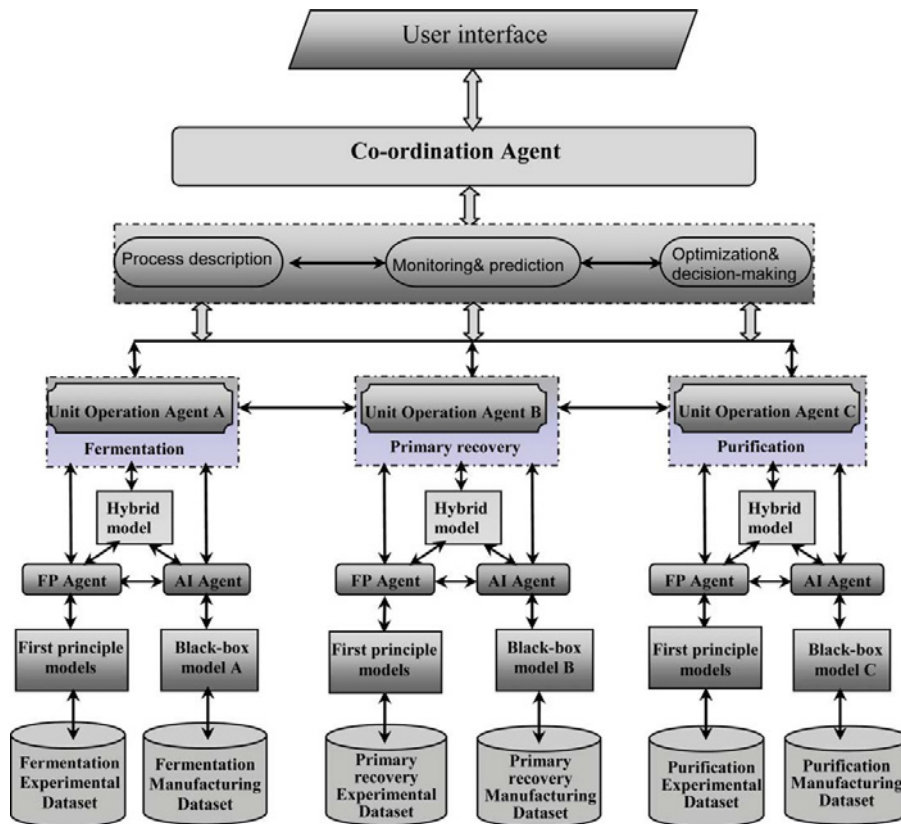 User interface
Co-ordination Agent
Process description
Monitoring& prediction
Optimization&
decision-making
Unit Operation Agent A
Fermentation
Unit Operation Agent B
Primary recovery
Unit Operation Agent C
Purification
Hybrid
model
Hybrid
model
Hybrid
model
FP Agent
AI Agent
FP Agent
AI Agent
FP Agent
AI Agent
First principle
models
Black-box
model A
First principle
models
Black-box
model B
First principle
models
Black-box
model C
Fermentation
Experimental
Dataset
Fermentation
Manufacturing
Dataset
Primary
recovery
Experimental
Dataset
Primary
recovery
Manufacturing
Dataset
Purification
Experimental
Dataset
Purification
Manufacturing
Dataset